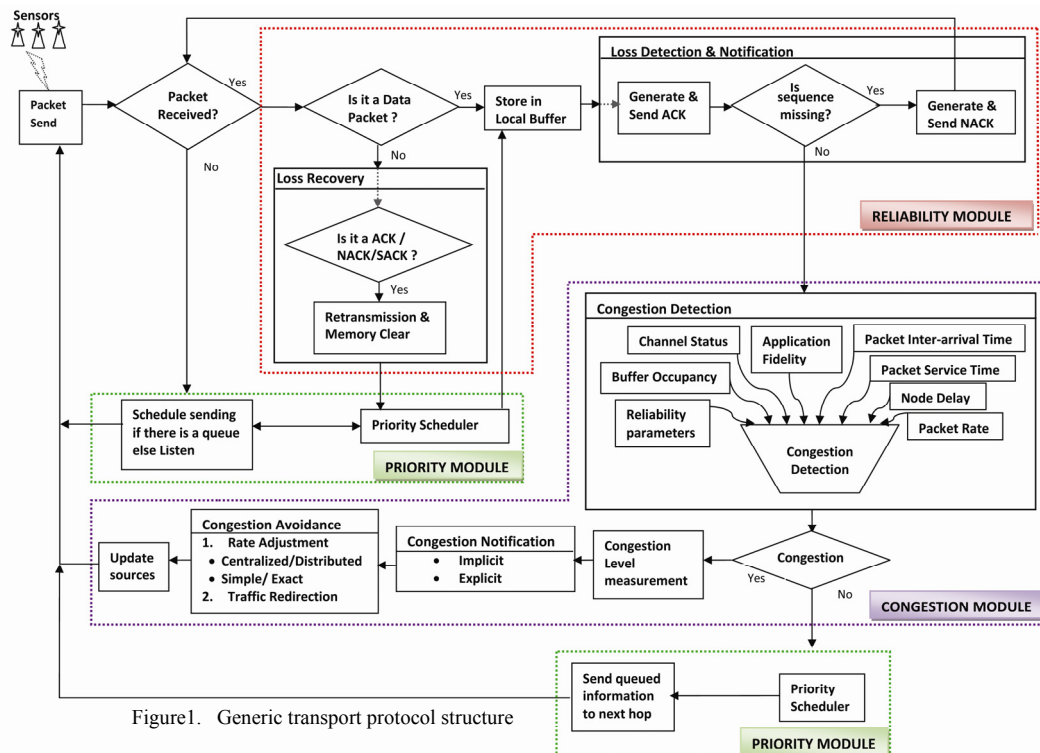 Sensors
Packet
Send
Packet
Received?
Yes
No
Is it a Data
Packet ?
Yes
No
Store in
Local Buffer
Loss Detection & Notification
Generate &
Send ACK
Is
sequence
missing?
Yes
No
Generate &
Send NACK
RELIABILITY MODULE
Loss Recovery
Is it a ACK /
NACK/SACK ?
Yes
Retransmission &
Memory Clear
Schedule sending
if there is a queue
else Listen
Priority Scheduler
PRIORITY MODULE
Congestion Detection
Channel Status
Application
Fidelity
Packet Inter-arrival Time
Buffer Occupancy
Packet Service Time
Node Delay
Reliability
parameters
Packet Rate
Congestion
Detection
Update
sources
Congestion Avoidance
1. Rate Adjustment
• Centralized/Distributed
• Simple/ Exact
2. Traffic Redirection
Congestion Notification
• Implicit
• Explicit
Congestion
Level
measurement
Congestion
Yes
No
CONGESTION MODULE
Send queued
information
to next hop
Priority
Scheduler
PRIORITY MODULE
Figure1. Generic transport protocol structure